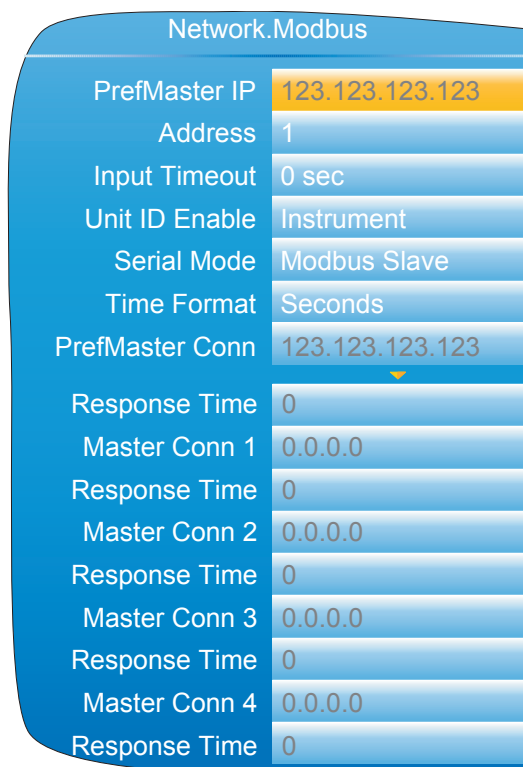 Network.Modbus
PrefMaster IP 123.123.123.123
Address 1
Input Timeout 0 sec
Unit ID Enable Instrument
Serial Mode Modbus Slave
Time Format Seconds
PrefMaster Conn 123.123.123.123
Response Time 0
Master Conn 1 0.0.0.0
Response Time 0
Master Conn 2 0.0.0.0
Response Time 0
Master Conn 3 0.0.0.0
Response Time 0
Master Conn 4 0.0.0.0
Response Time 0